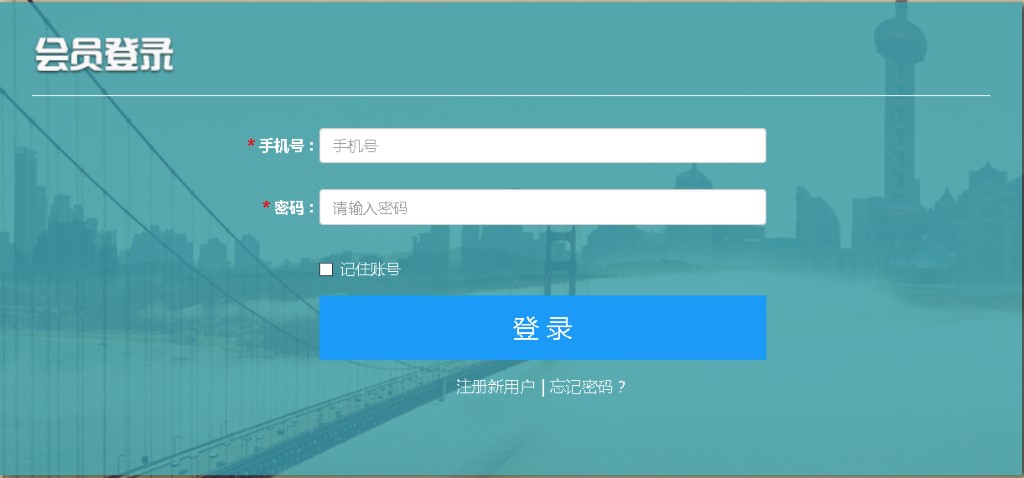 会员登录
* 手机号：手机号
* 密码：请输入密码
记住账号
登 录
注册新用户 | 忘记密码？